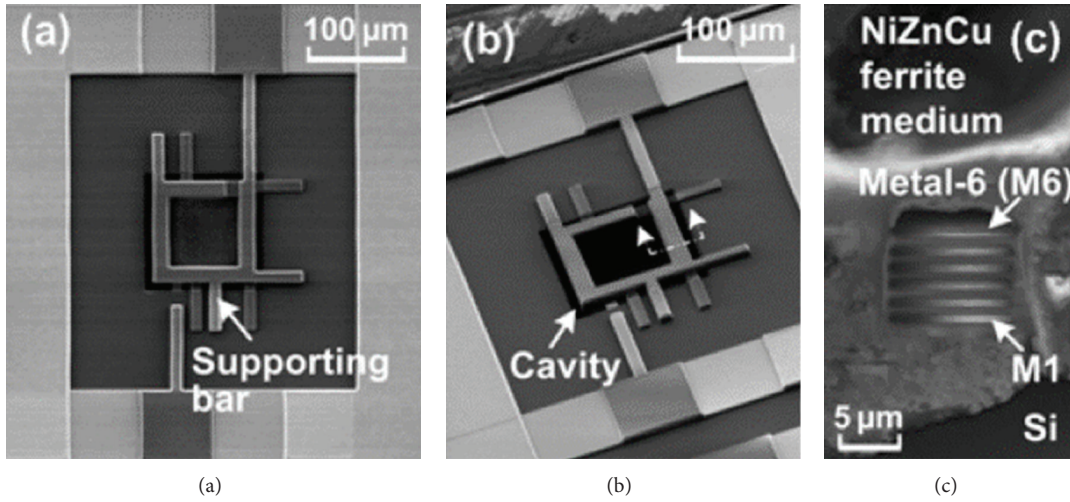 (a)
100 µm
Supporting
bar
(b)
100 µm
Cavity
NiZnCu (c)
ferrite
medium
Metal-6 (M6)
M1
5 µm
Si
(a)
(b)
(c)